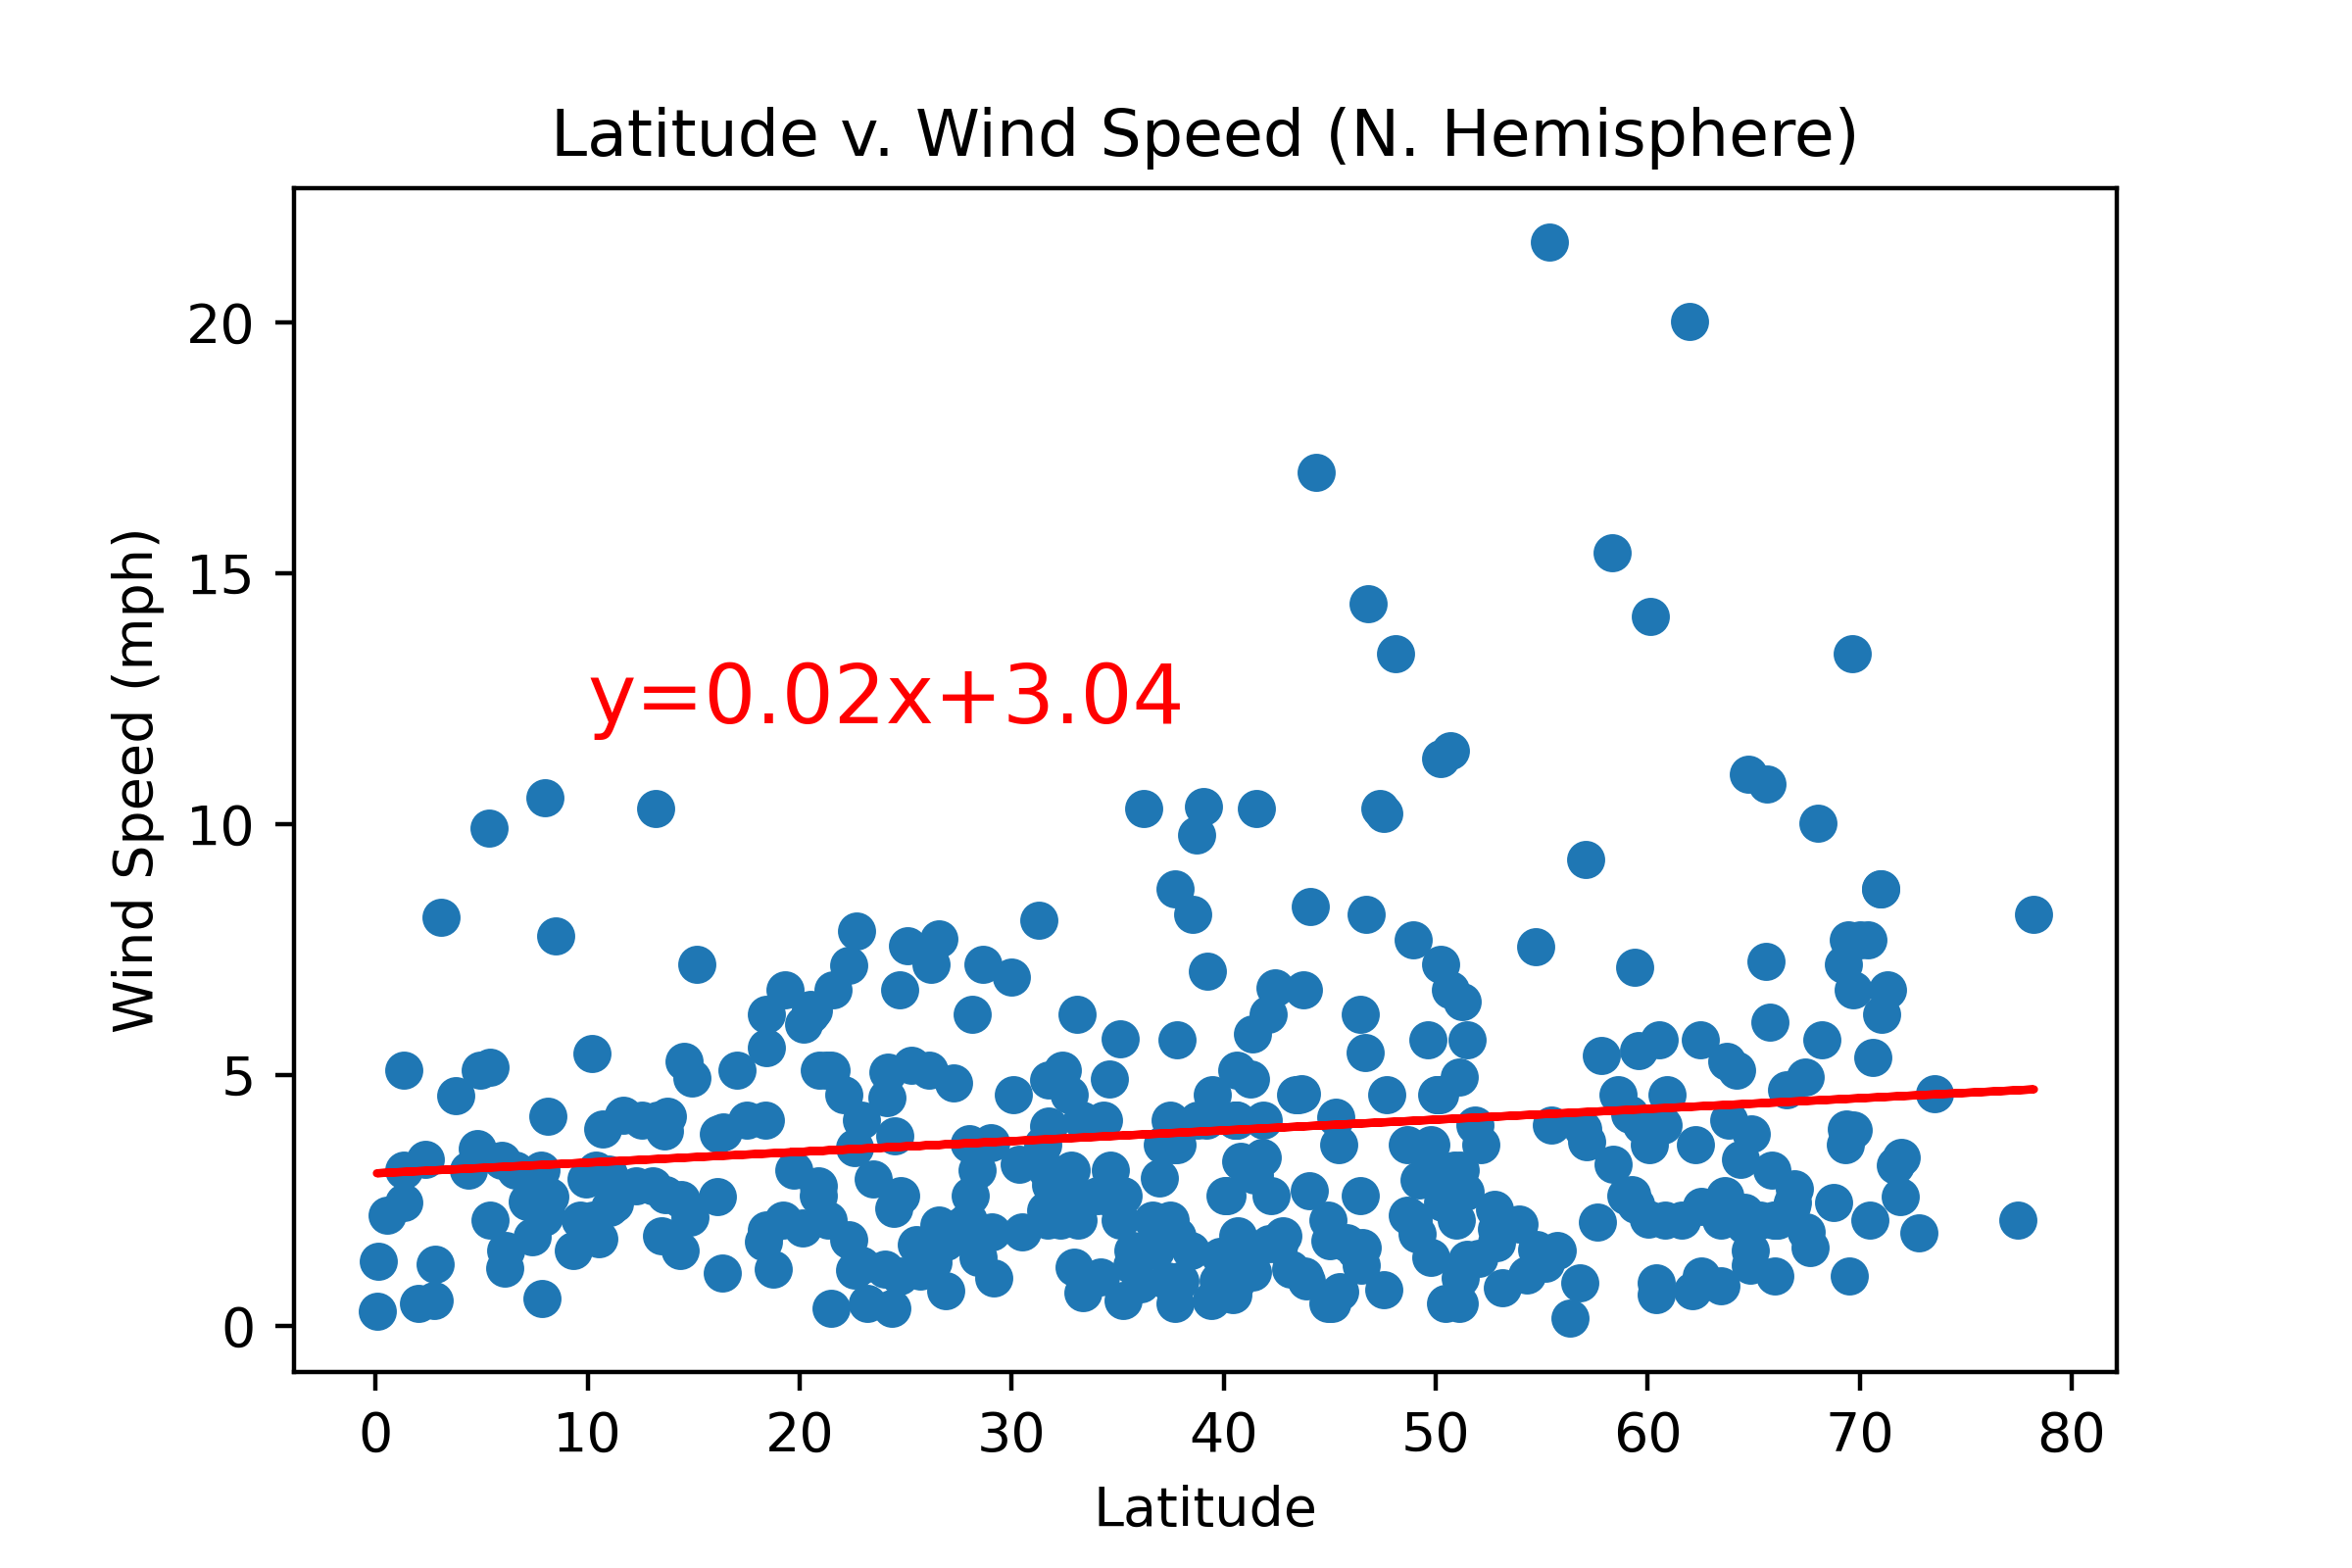 Latitude v. Wind Speed (N. Hemisphere)
20
15
10
5
0
Wind Speed (mph)
y=0.02x+3.04
0 10 20 30 40 50 60 70 80
Latitude